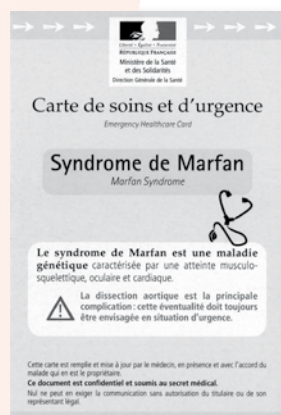 Liberté • Égalité • Fraternité
RÉPUBLIQUE FRANÇAISE
Ministère de la Santé
et des Solidarités
Direction Générale de la Santé
Carte de soins et d'urgence
Emergency Healthcare Card
Syndrome de Marfan
Marfan Syndrome
Le syndrome de Marfan est une maladie
génétique caractérisée par une atteinte musculo-
squelettique, oculaire et cardiaque.
La dissection aortique est la principale
complication : cette éventualité doit toujours
être envisagée en situation d'urgence.
Cette carte est remplie et mise à jour par le médecin, en présence et avec l'accord du
malade qui en est le propriétaire.
Ce document est confidentiel et soumis au secret médical.
Nul ne peut en exiger la communication sans autorisation du titulaire ou de son
représentant légal.